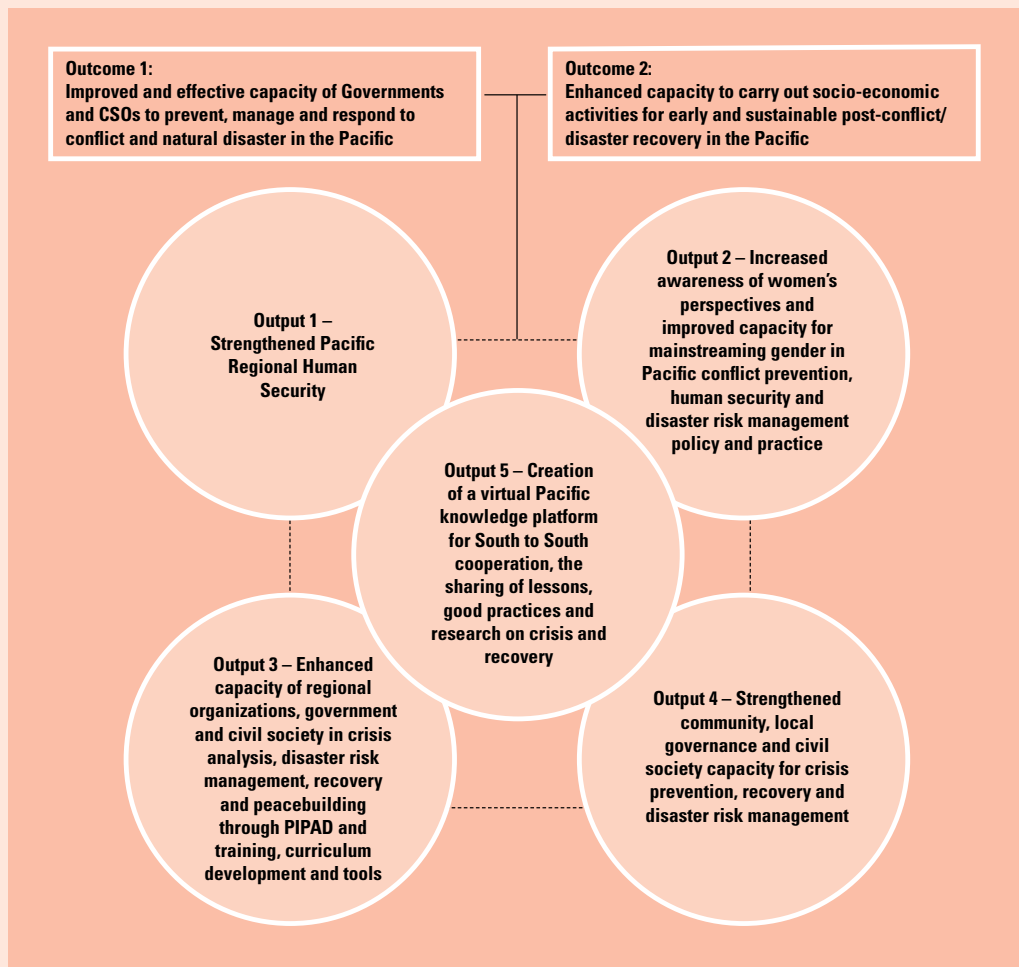 Outcome 1:
Improved and effective capacity of Governments
and CSOs to prevent, manage and respond to
conflict and natural disaster in the Pacific
Outcome 2:
Enhanced capacity to carry out socio-economic
activities for early and sustainable post-conflict/
disaster recovery in the Pacific
Output 1 –
Strengthened Pacific
Regional Human
Security
Output 2 – Increased
awareness of women's
perspectives and
improved capacity for
mainstreaming gender in
Pacific conflict prevention,
human security and
disaster risk management
policy and practice
Output 5 – Creation
of a virtual Pacific
knowledge platform
for South to South
cooperation, the
sharing of lessons,
good practices and
research on crisis and
recovery
Output 3 – Enhanced
capacity of regional
organizations, government
and civil society in crisis
analysis, disaster risk
management, recovery
and peacebuilding
through PIPAD and
training, curriculum
development and tools
Output 4 – Strengthened
community, local
governance and civil
society capacity for crisis
prevention, recovery and
disaster risk management